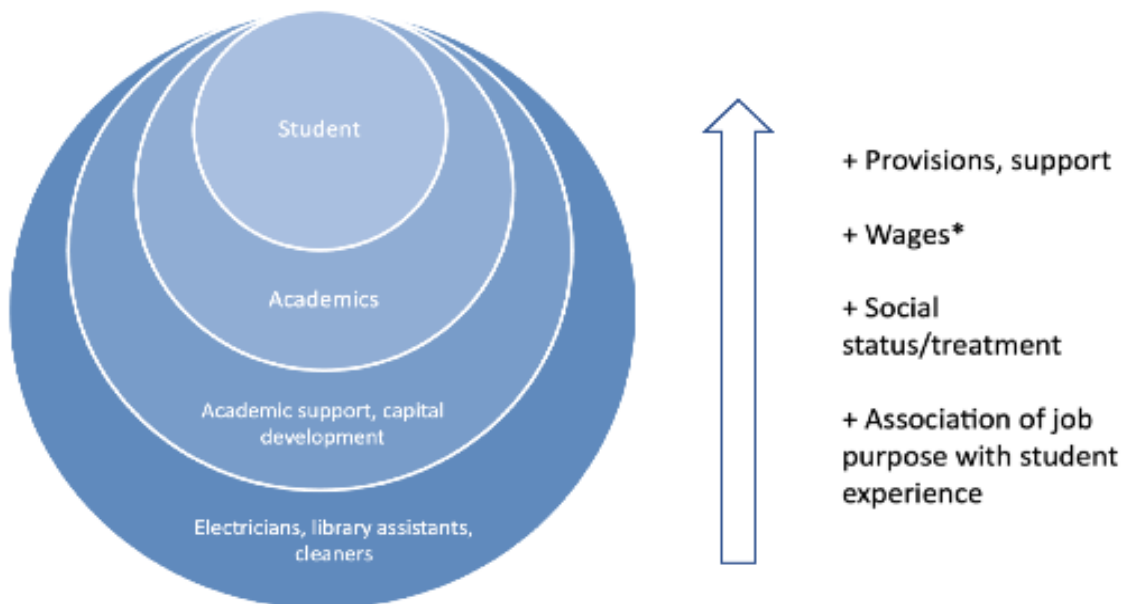 Student
Academics
Academic support, capital
development
Electricians, library assistants,
cleaners
+ Provisions, support
+ Wages*
+ Social
status/treatment
+ Association of job
purpose with student
experience